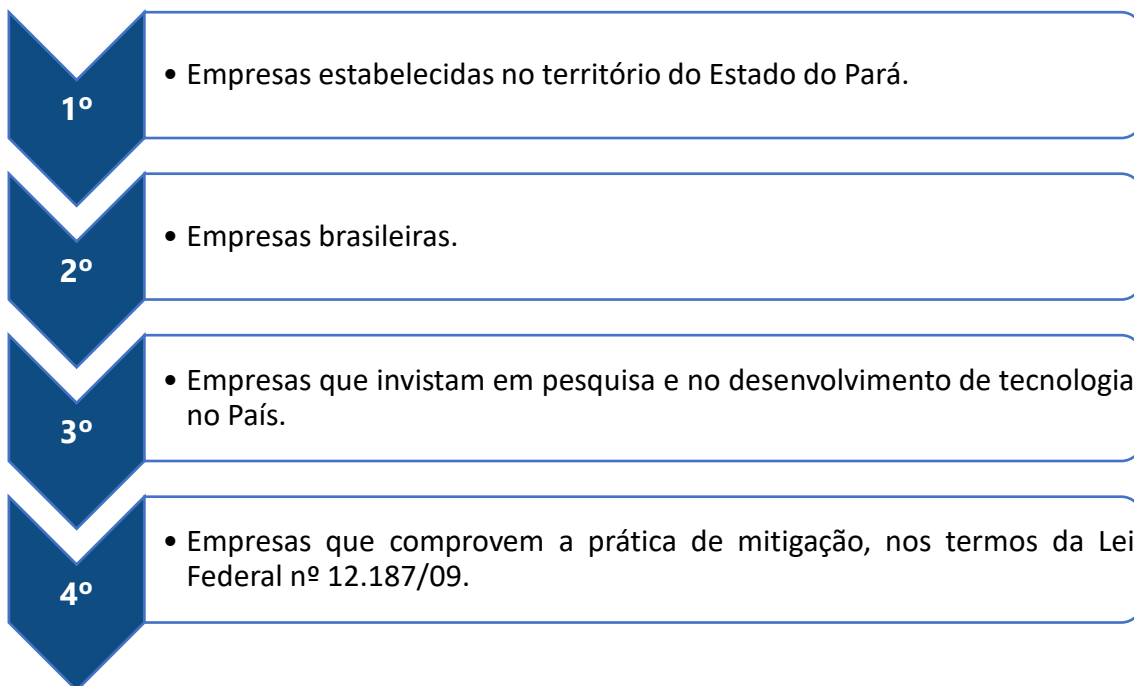 1º
• Empresas estabelecidas no território do Estado do Pará.
2º
• Empresas brasileiras.
3º
• Empresas que invistam em pesquisa e no desenvolvimento de tecnologia
no País.
4º
• Empresas que comprovem a prática de mitigação, nos termos da Lei
Federal nº 12.187/09.